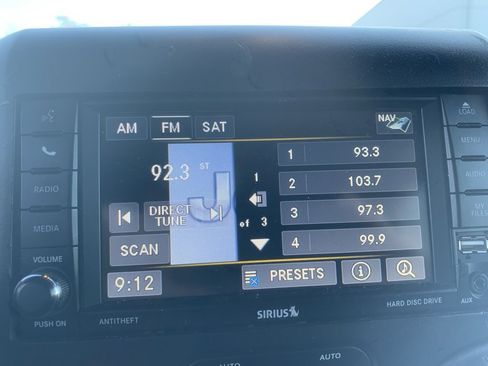 AM FM SAT NAV
92.3 ST
J
DIRECT
TUNE
SCAN
9:12
1
of 3
1 93.3
2 103.7
3 97.3
4 99.9
PRESETS
RADIO
MEDIA
VOLUME
PUSH ON
LOAD
MENU
AUDIO
MY
FILES
AUX
ANTITHEFT
SIRIUS
HARD DISC DRIVE
AUTO
AUTO